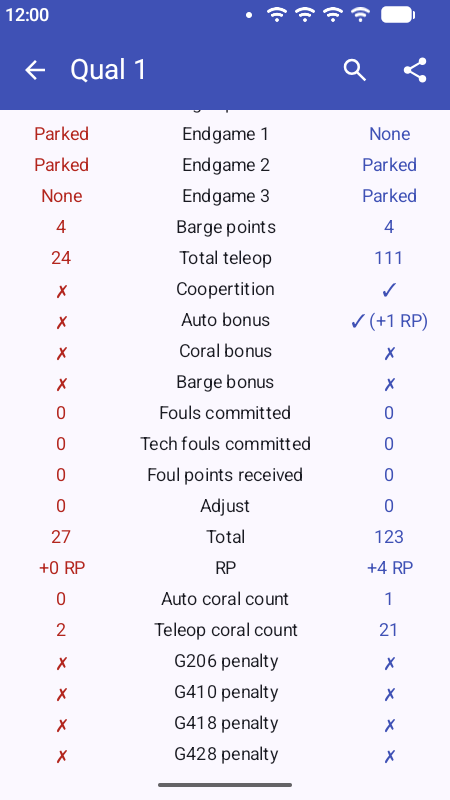 12:00
Qual 1
Parked Endgame 1 None
Parked Endgame 2 Parked
None Endgame 3 Parked
4 Barge points 4
24 Total teleop 111
✗ Coopertition ✓
✗ Auto bonus ✓(+1 RP)
✗ Coral bonus ✗
✗ Barge bonus ✗
0 Fouls committed 0
0 Tech fouls committed 0
0 Foul points received 0
0 Adjust 0
27 Total 123
+0 RP RP +4 RP
0 Auto coral count 1
2 Teleop coral count 21
✗ G206 penalty ✗
✗ G410 penalty ✗
✗ G418 penalty ✗
✗ G428 penalty ✗